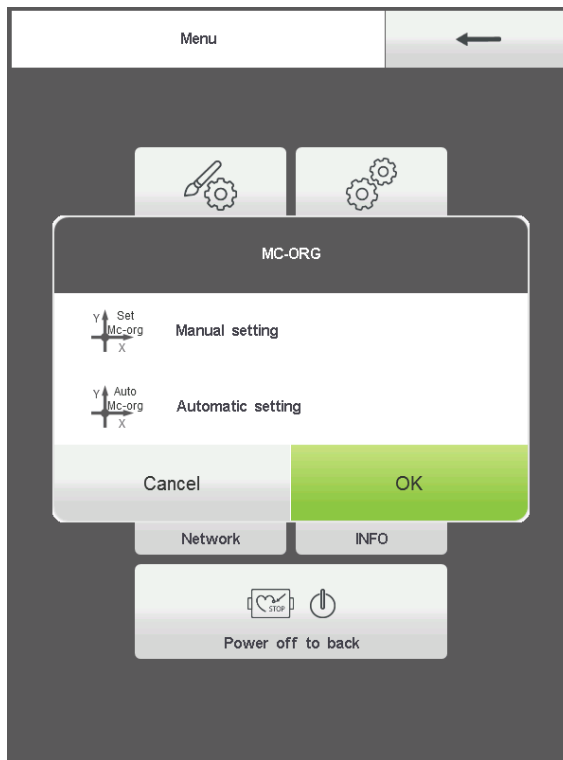 Menu
MC-ORG
Y Set
Mc-org
X
Manual setting
Y Auto
Mc-org
X
Automatic setting
Cancel
OK
Network
INFO
STOP
Power off to back